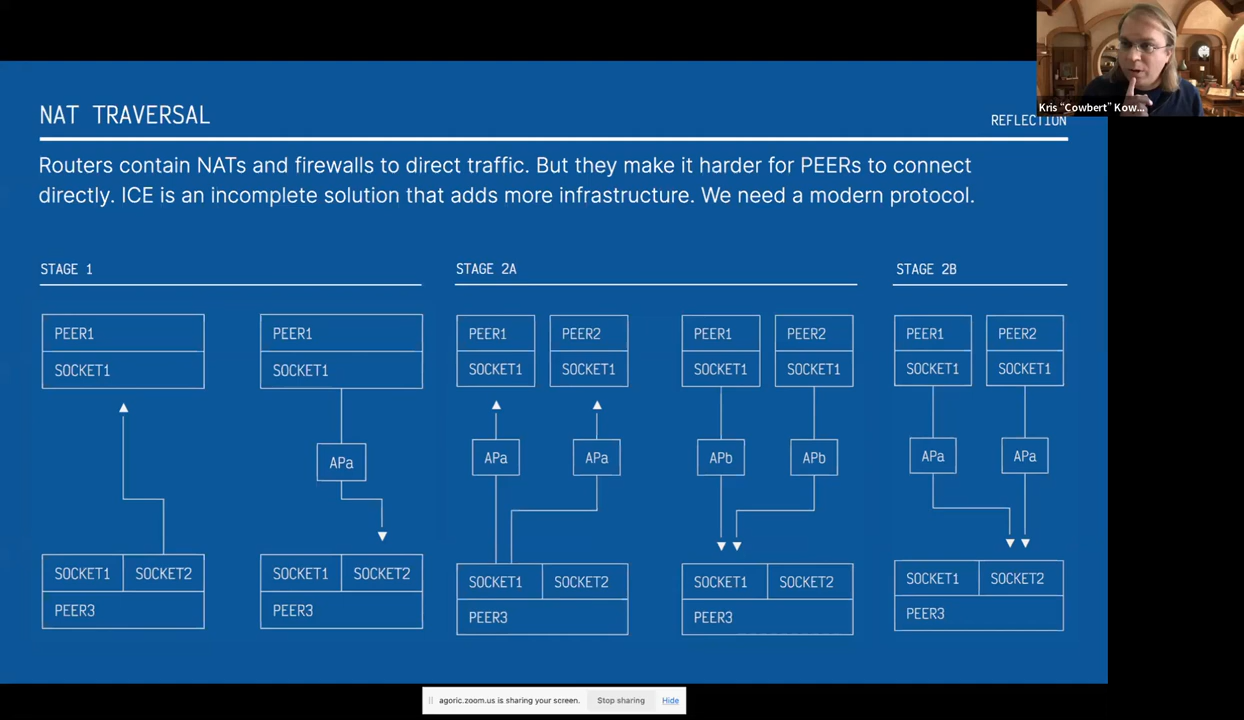 Kris “Cowbert” Kow...
NAT TRAVERSAL
REFLECTION
Routers contain NATs and firewalls to direct traffic. But they make it harder for PEERs to connect
directly. ICE is an incomplete solution that adds more infrastructure. We need a modern protocol.
STAGE 1
STAGE 2A
STAGE 2B
PEER1
PEER1
PEER1
PEER2
PEER1
PEER2
PEER1
PEER2
SOCKET1
SOCKET1
SOCKET1
SOCKET1
SOCKET1
SOCKET1
SOCKET1
SOCKET1
APa
APa
APa
APb
APb
APa
APa
SOCKET1
SOCKET2
SOCKET1
SOCKET2
SOCKET1
SOCKET2
SOCKET1
SOCKET2
SOCKET1
SOCKET2
PEER3
PEER3
PEER3
PEER3
PEER3
agoric.zoom.us is sharing your screen.
Stop sharing
Hide